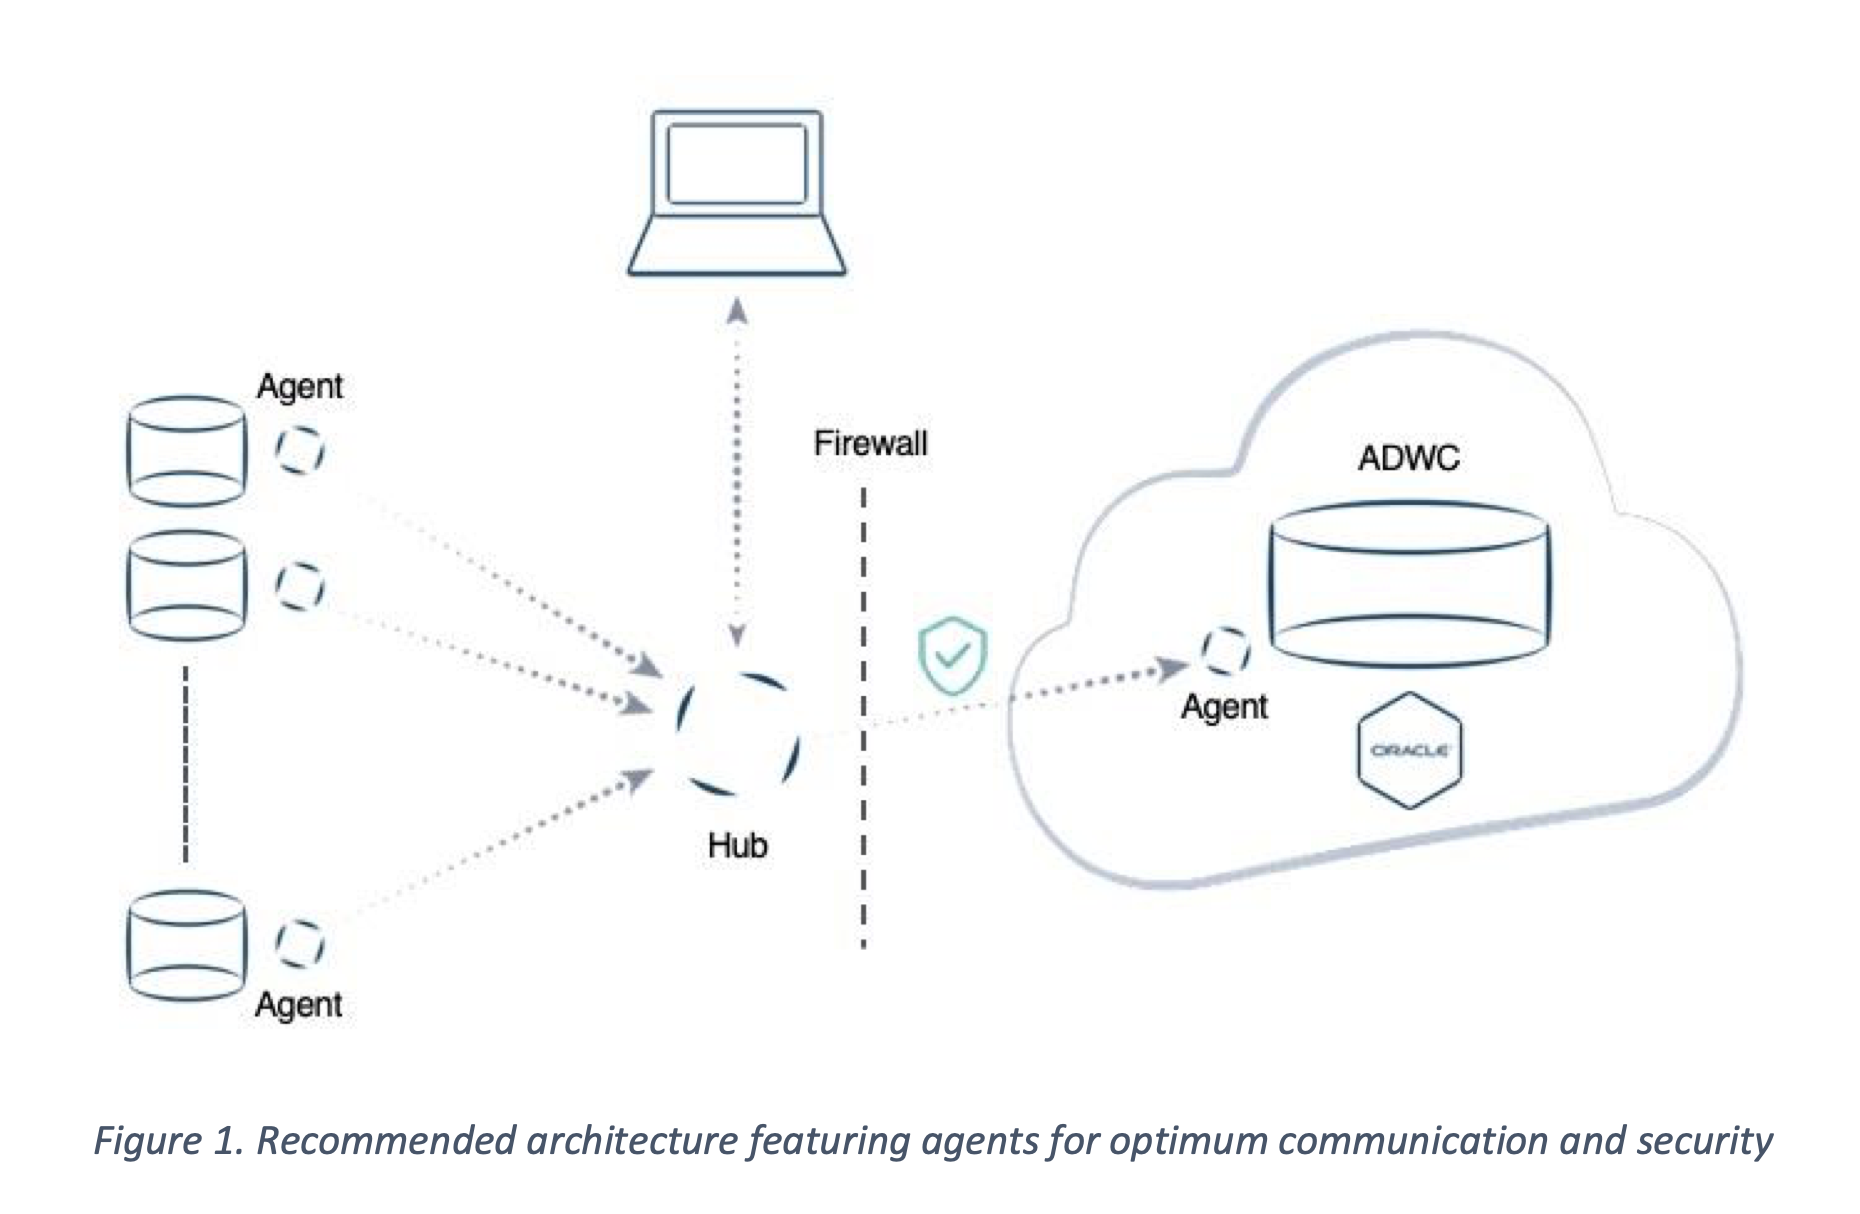 Agent
Firewall
ADWC
Agent
ORACLE
Hub
Agent
Figure 1. Recommended architecture featuring agents for optimum communication and security